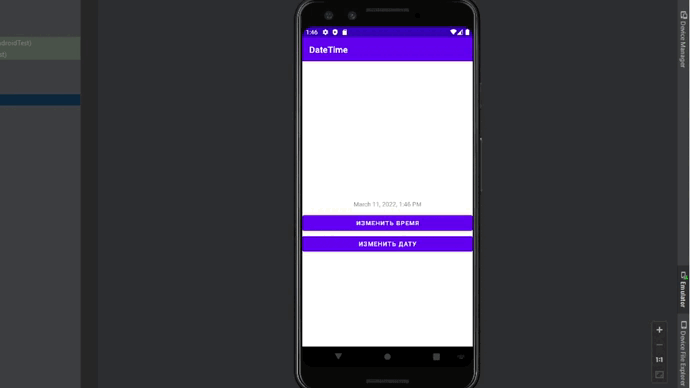 droidTest)
t)
1:46
DateTime
March 11, 2022, 1:46 PM
ИЗМЕНИТЬ ВРЕМЯ
ИЗМЕНИТЬ ДАТУ
Device Manager
Emulator
Device File Explorer
1:1